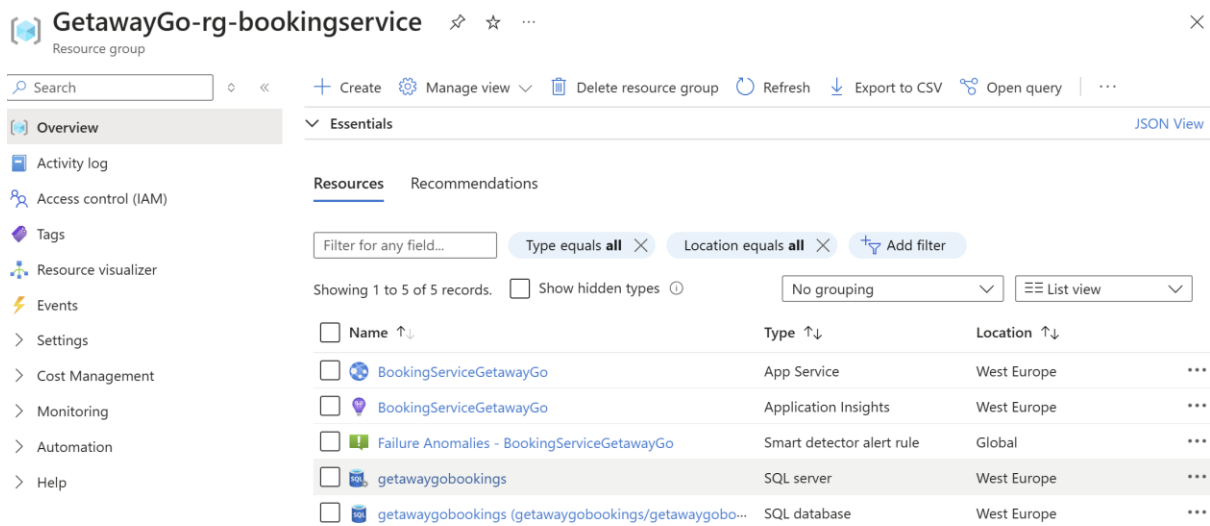 GetawayGo-rg-bookingservice
Resource group
Search
Overview
Activity log
Access control (IAM)
Tags
Resource visualizer
Events
Settings
Cost Management
Monitoring
Automation
Help
Create Manage view Delete resource group Refresh Export to CSV Open query
Essentials JSON View
Resources Recommendations
Filter for any field... Type equals all Location equals all Add filter
Showing 1 to 5 of 5 records. Show hidden types No grouping List view
Name Type Location
BookingServiceGetawayGo App Service West Europe
BookingServiceGetawayGo Application Insights West Europe
Failure Anomalies - BookingServiceGetawayGo Smart detector alert rule Global
getawaygobookings SQL server West Europe
getawaygobookings (getawaygobookings/getawaygobo··· SQL database West Europe